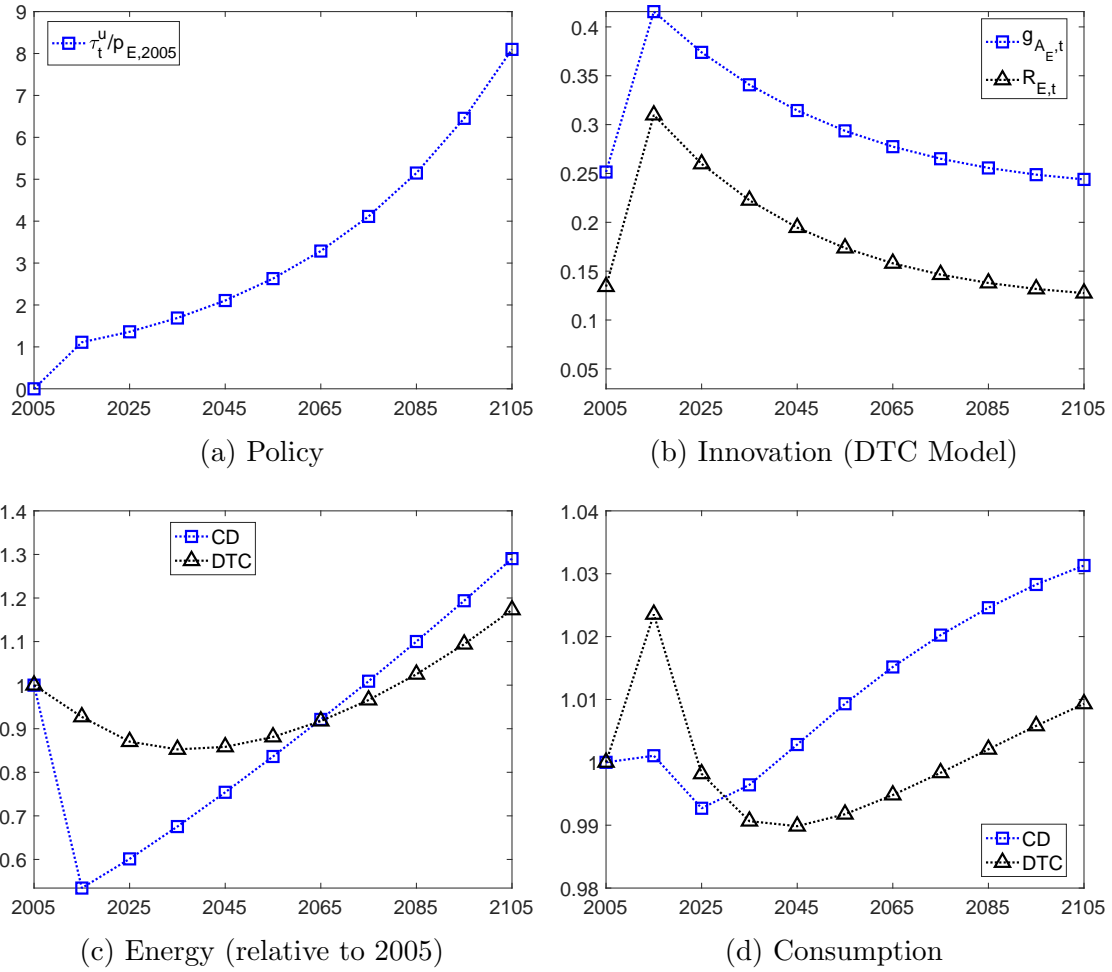 9
8
7
6
5
4
3
2
1
0
τᵗᵘ/p_E,2005
2005 2025 2045 2065 2085 2105
(a) Policy
0.4
0.35
0.3
0.25
0.2
0.15
0.1
0.05
g_A_E,t
R_E,t
2005 2025 2045 2065 2085 2105
(b) Innovation (DTC Model)
1.4
1.3
1.2
1.1
1
0.9
0.8
0.7
0.6
CD
DTC
2005 2025 2045 2065 2085 2105
(c) Energy (relative to 2005)
1.04
1.03
1.02
1.01
1
0.99
0.98
CD
DTC
2005 2025 2045 2065 2085 2105
(d) Consumption